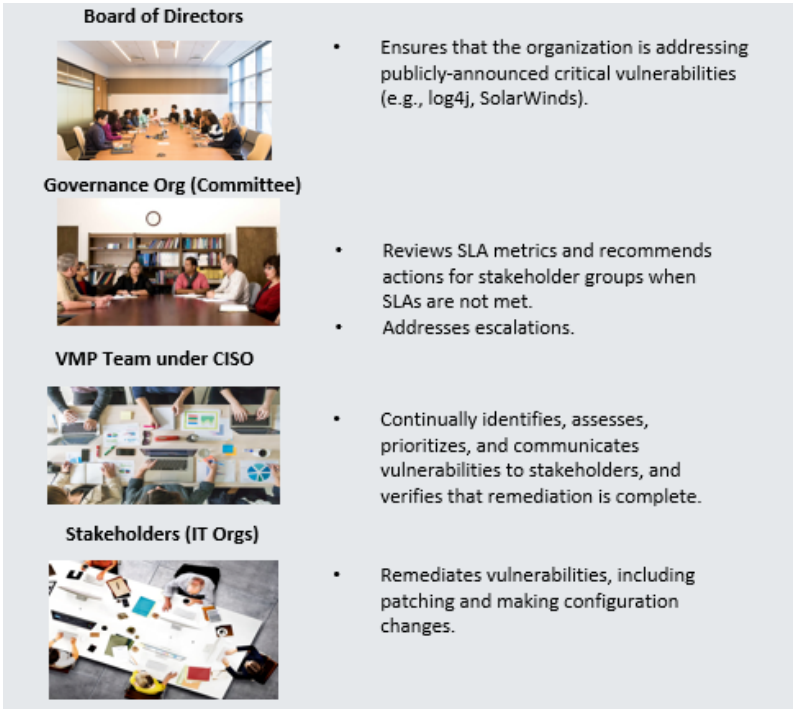 Board of Directors
• Ensures that the organization is addressing
publicly-announced critical vulnerabilities
(e.g., log4j, SolarWinds).
Governance Org (Committee)
• Reviews SLA metrics and recommends
actions for stakeholder groups when
SLAs are not met.
• Addresses escalations.
VMP Team under CISO
• Continually identifies, assesses,
prioritizes, and communicates
vulnerabilities to stakeholders, and
verifies that remediation is complete.
Stakeholders (IT Orgs)
• Remediates vulnerabilities, including
patching and making configuration
changes.